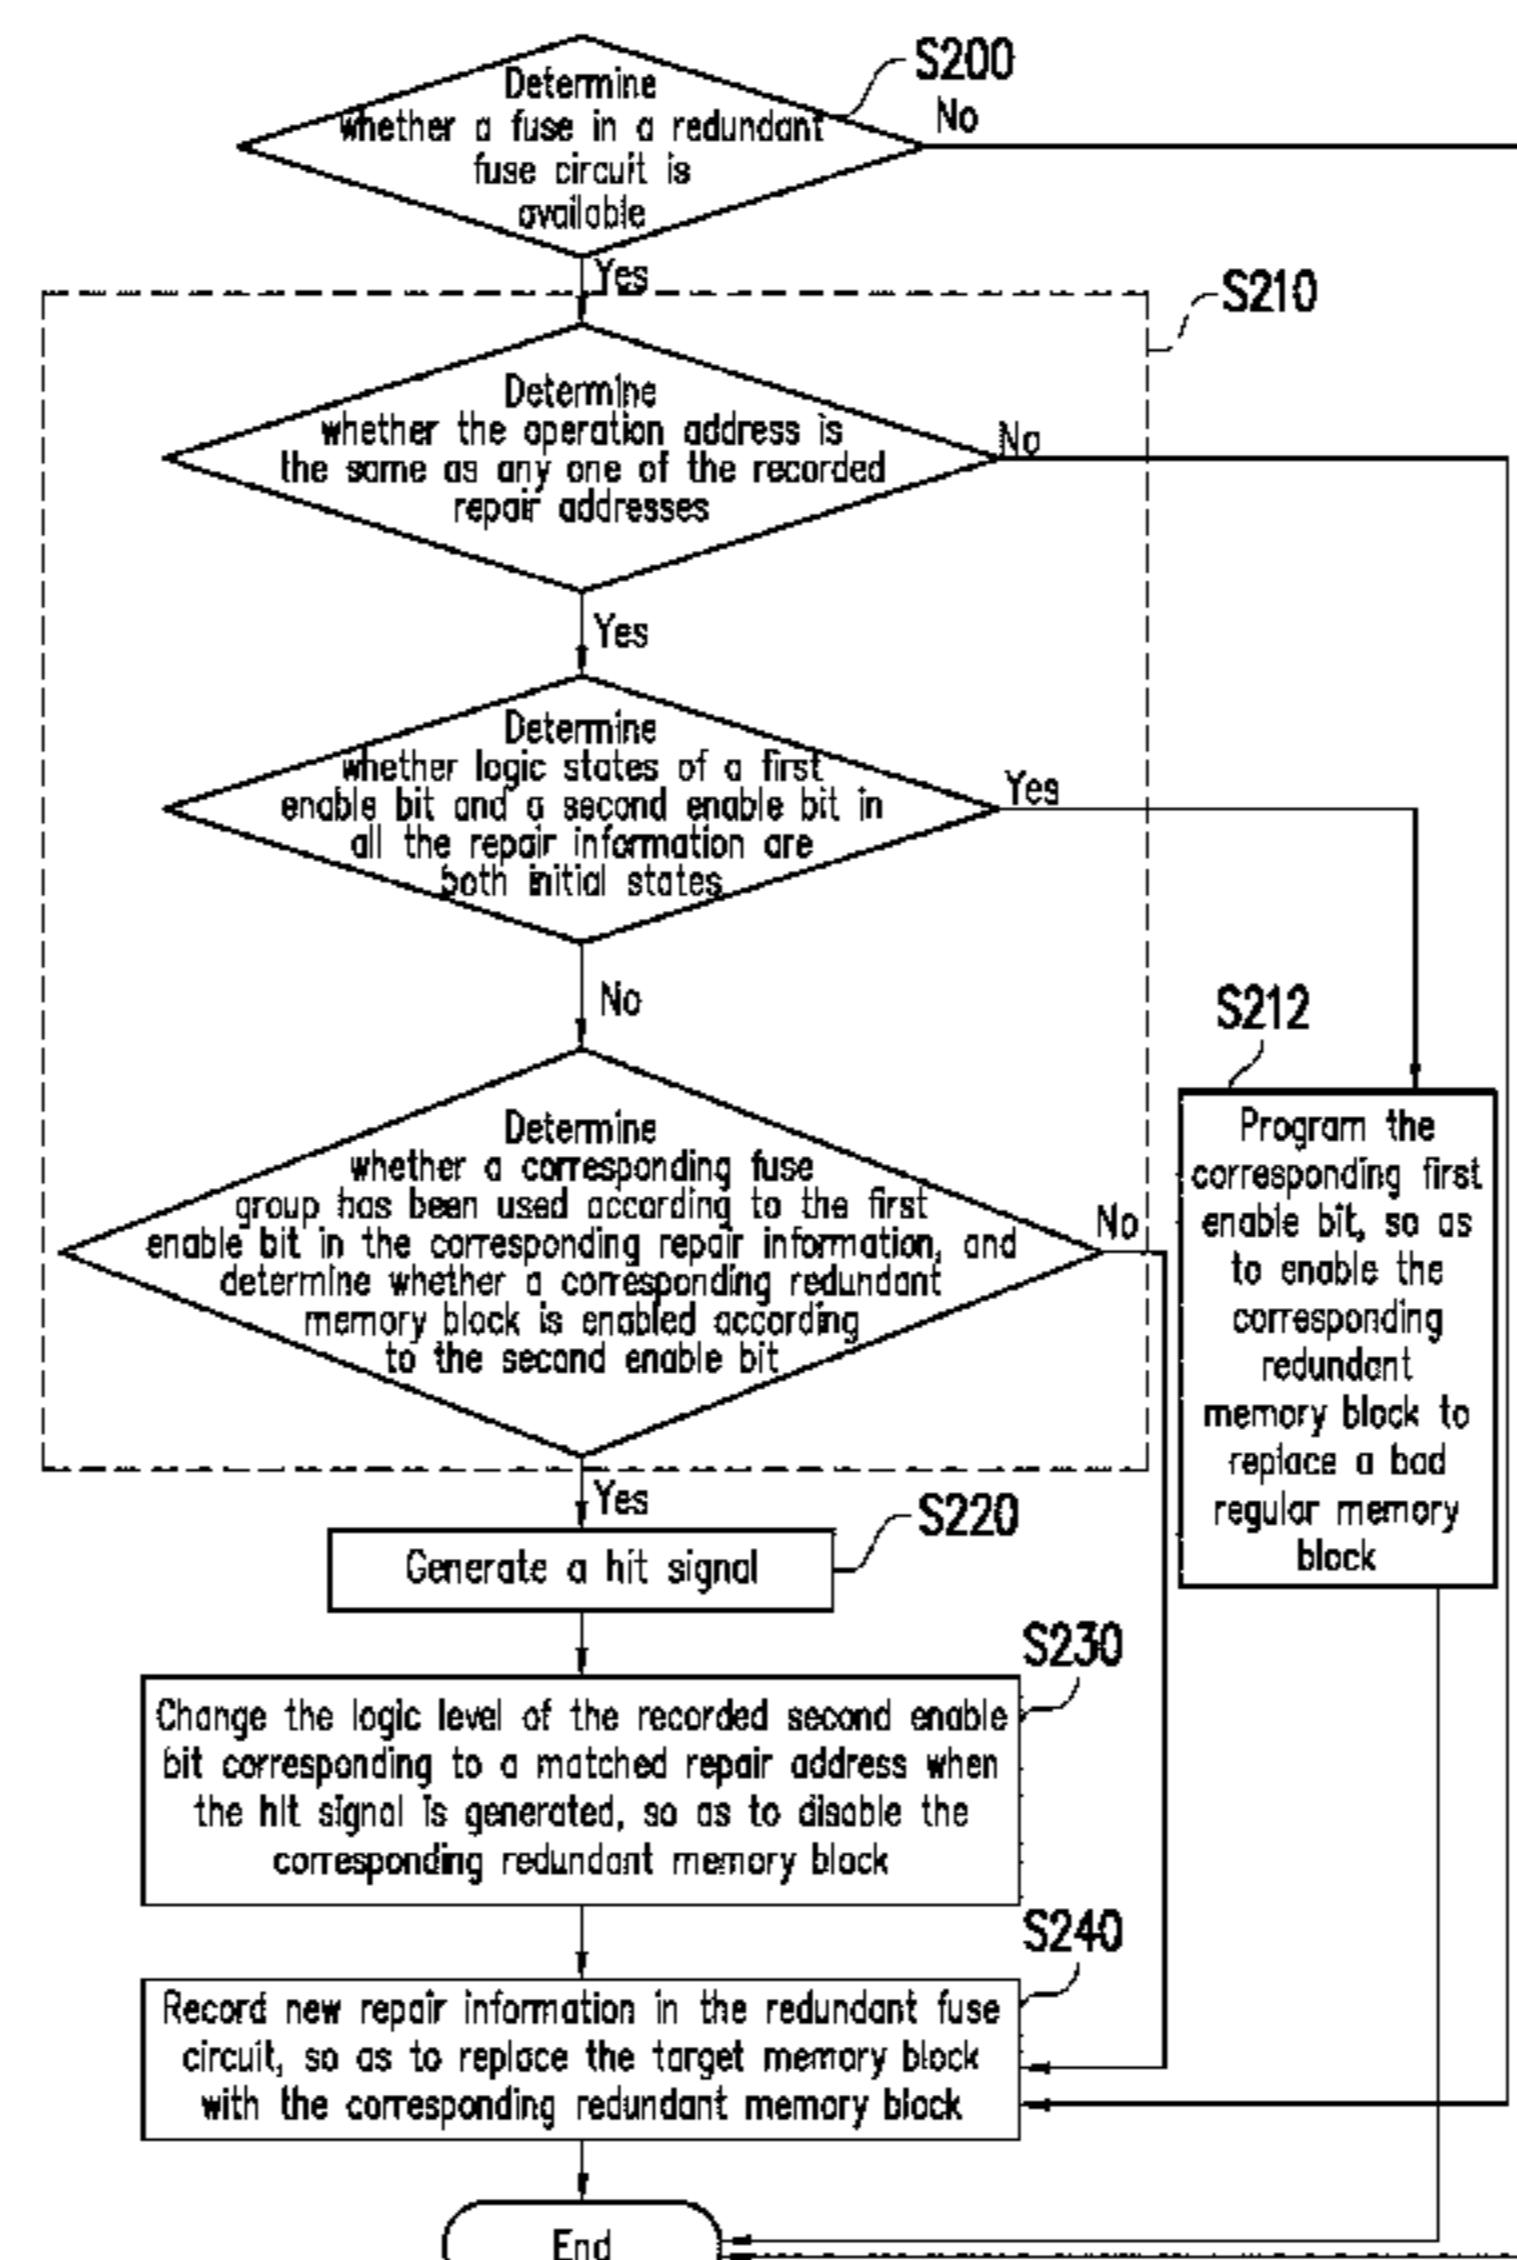 S200
Determine
whether a fuse in a redundant
fuse circuit is
available
No
Yes
S210
Determine
whether the operation address is
the same as any one of the recorded
repair addresses
No
Yes
Determine
whether logic states of a first
enable bit and a second enable bit in
all the repair information are
both initial states
Yes
No
S212
Program the
corresponding first
enable bit, so as
to enable the
corresponding
redundant
memory block to
replace a bad
regular memory
block
Determine
whether a corresponding fuse
group has been used according to the first
enable bit in the corresponding repair information, and
determine whether a corresponding redundant
memory block is enabled according
to the second enable bit
No
Yes
S220
Generate a hit signal
S230
Change the logic level of the recorded second enable
bit corresponding to a matched repair address when
the hit signal is generated, so as to disable the
corresponding redundant memory block
S240
Record new repair information in the redundant fuse
circuit, so as to replace the target memory block
with the corresponding redundant memory block
End